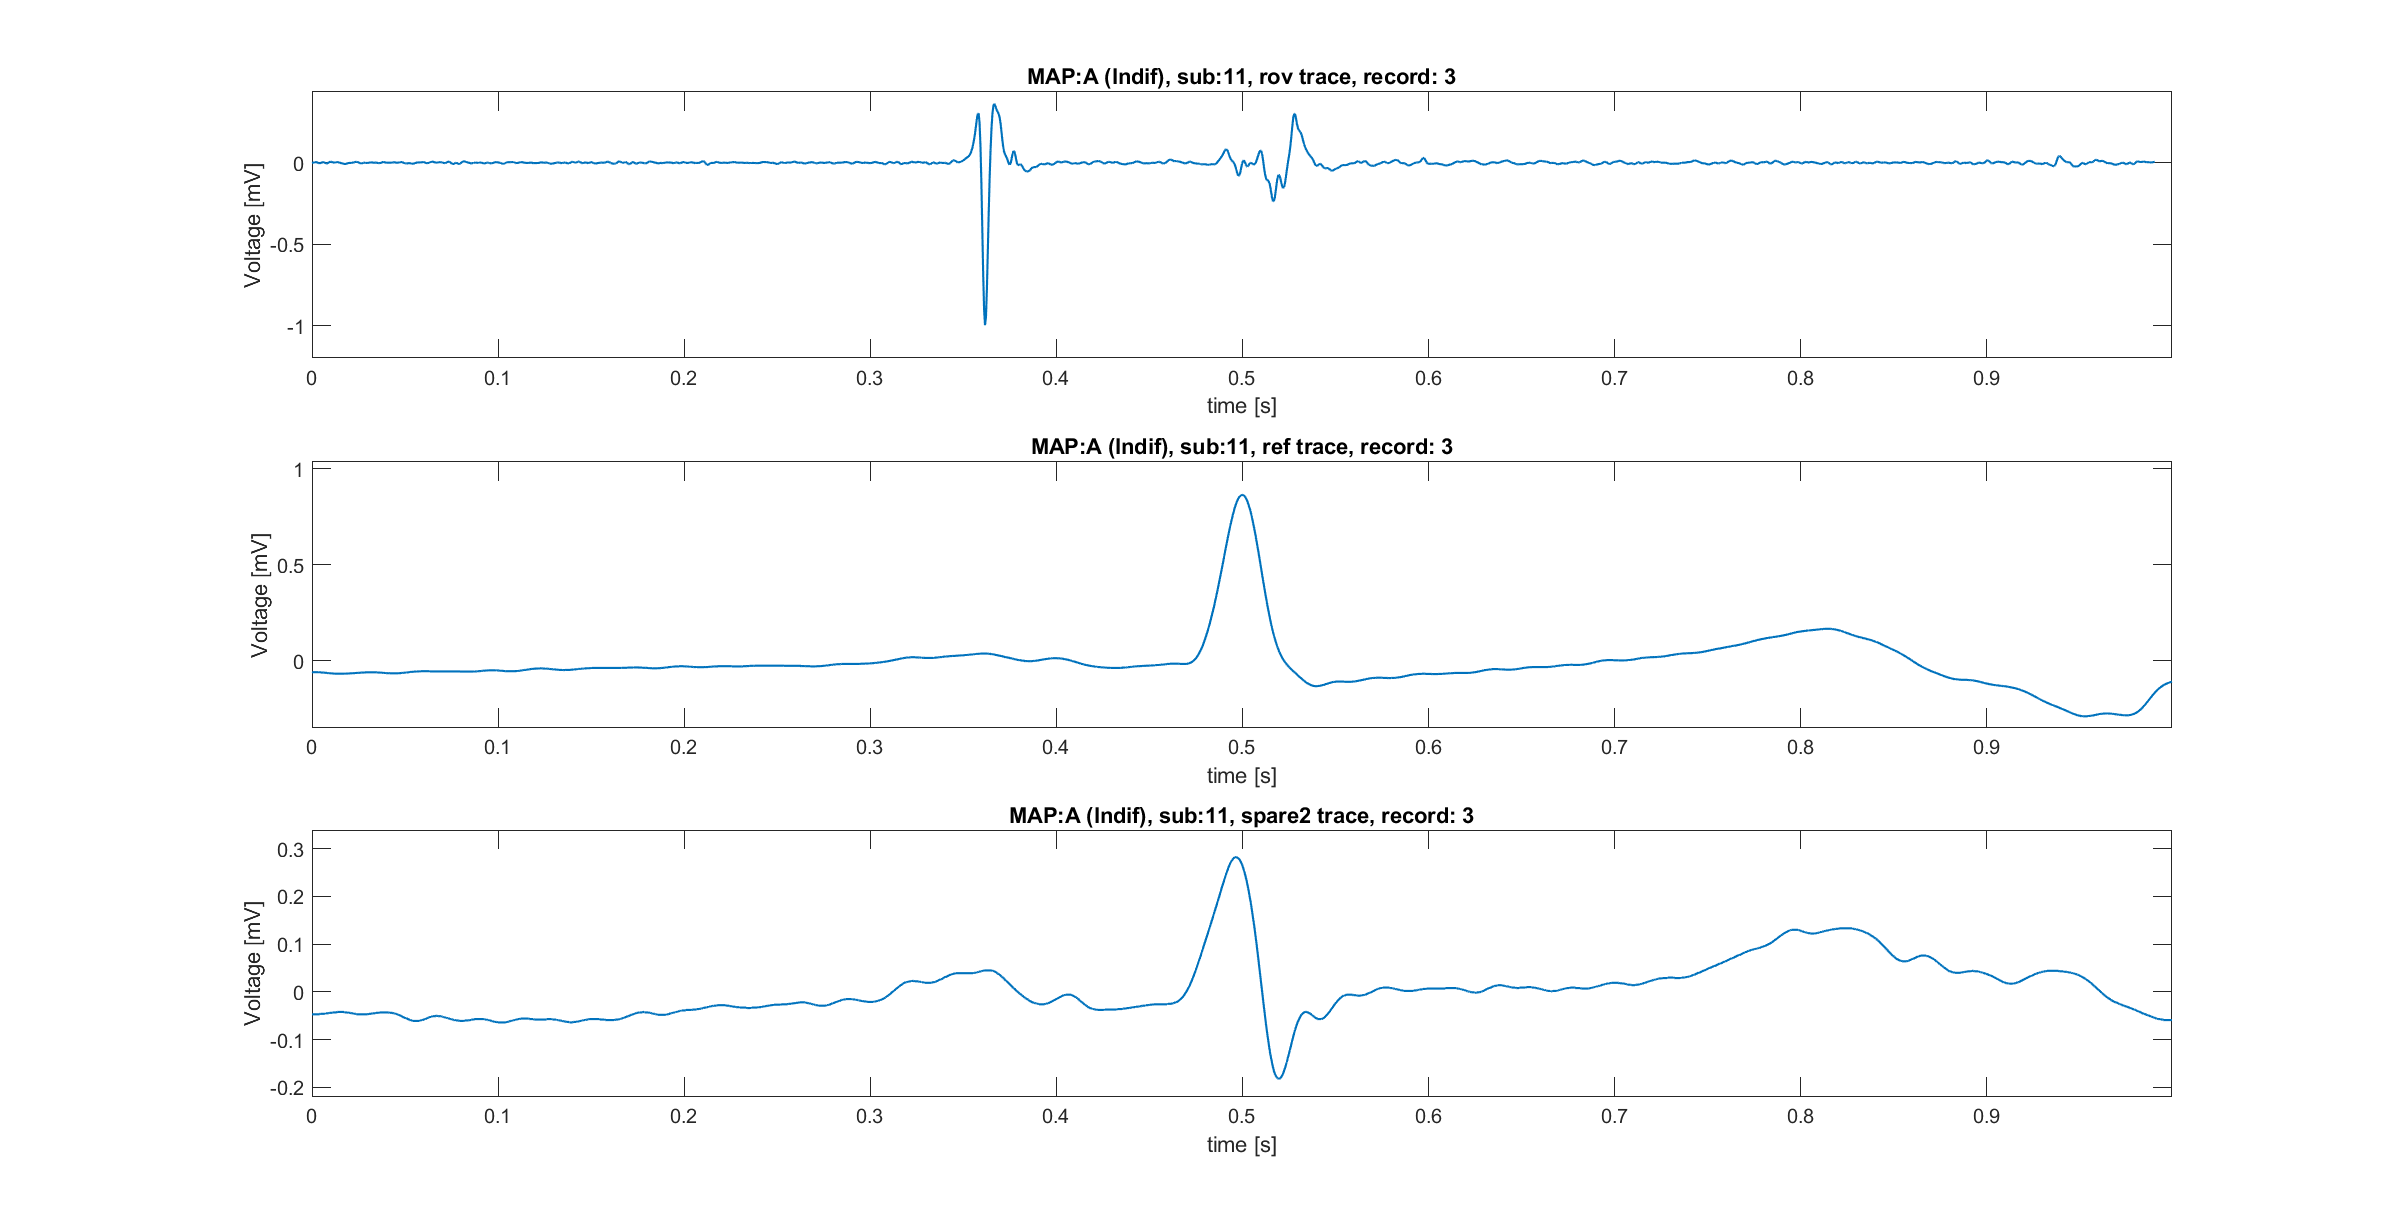 MAP:A (Indif), sub:11, rov trace, record: 3
Voltage [mV]
0
-0.5
-1
0 0.1 0.2 0.3 0.4 0.5 0.6 0.7 0.8 0.9
time [s]
MAP:A (Indif), sub:11, ref trace, record: 3
Voltage [mV]
1
0.5
0
0 0.1 0.2 0.3 0.4 0.5 0.6 0.7 0.8 0.9
time [s]
MAP:A (Indif), sub:11, spare2 trace, record: 3
Voltage [mV]
0.3
0.2
0.1
0
-0.1
-0.2
0 0.1 0.2 0.3 0.4 0.5 0.6 0.7 0.8 0.9
time [s]